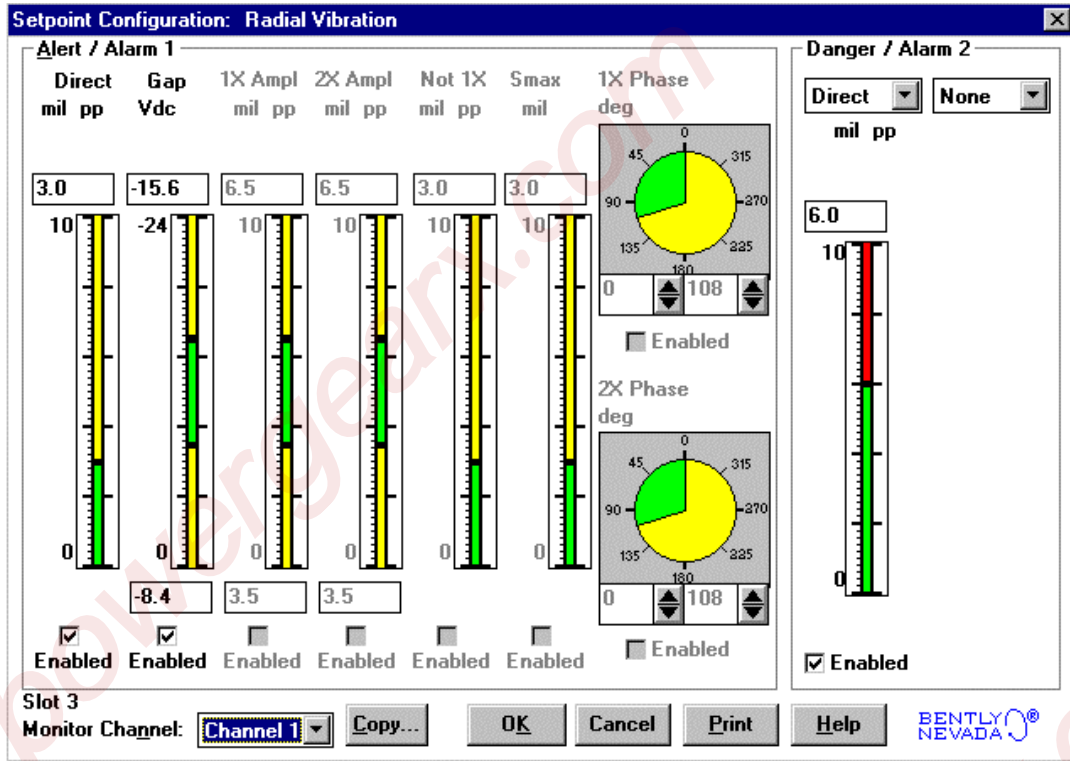 Setpoint Configuration: Radial Vibration
Alert / Alarm 1
Danger / Alarm 2
Direct Gap 1X Ampl 2X Ampl Not 1X Smax 1X Phase
mil pp Vdc mil pp mil pp mil pp mil deg
Direct None
mil pp
3.0 -15.6 6.5 6.5 3.0 3.0
10 -24 10 10 10 10
0 0 0 0 0 0
-8.4 3.5 3.5
Enabled Enabled Enabled Enabled Enabled Enabled
0
45 315
90 270
135 225
180
0 108
Enabled
2X Phase
deg
0
45 315
90 270
135 225
180
0 108
Enabled
6.0
10
0
Enabled
Slot 3
Monitor Channel: Channel 1 Copy... OK Cancel Print Help
BENTLY
NEVADA ®
powergearx.com